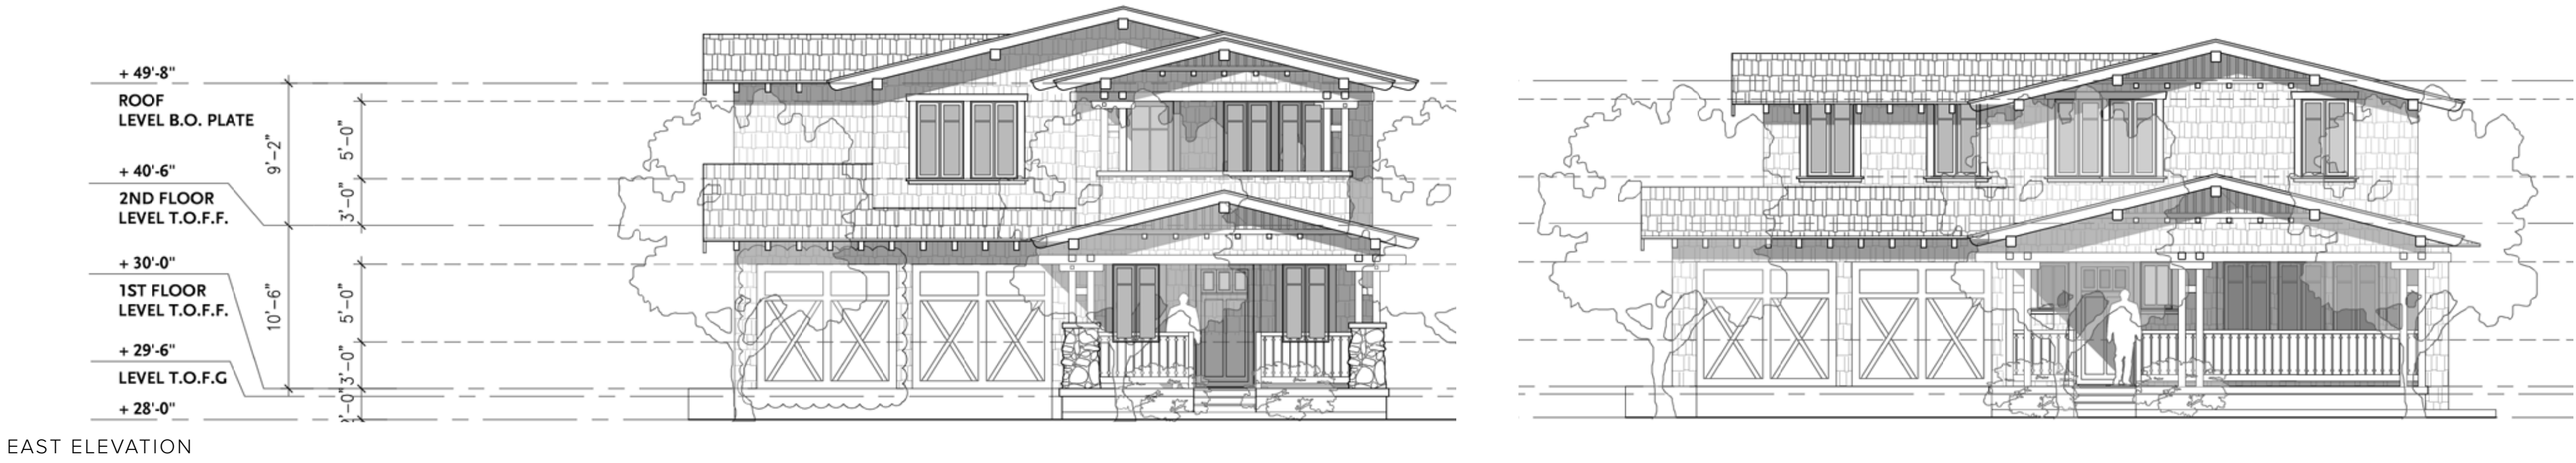 + 49'-8"
ROOF
LEVEL B.O. PLATE
+ 40'-6"
2ND FLOOR
LEVEL T.O.F.F.
+ 30'-0"
1ST FLOOR
LEVEL T.O.F.F.
+ 29'-6"
LEVEL T.O.F.G
+ 28'-0"
9'-2"
10'-6"
5'-0"
3'-0"
5'-0"
3'-0"
EAST ELEVATION